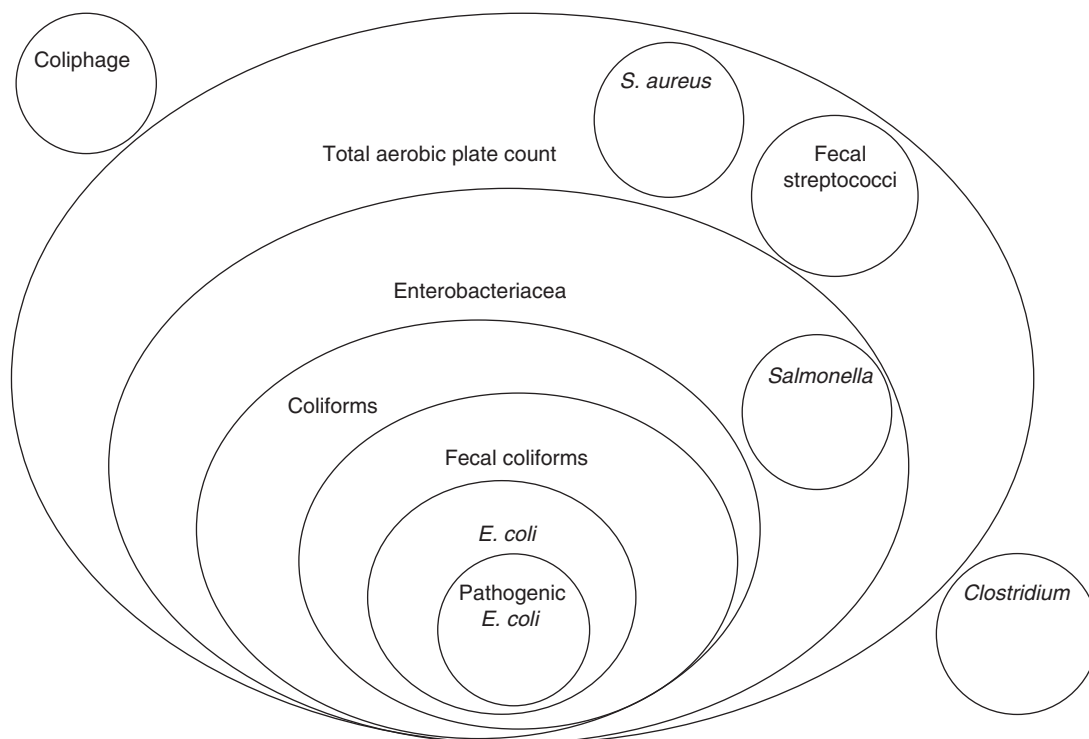 Coliphage
S. aureus
Total aerobic plate count
Fecal
streptococci
Enterobacteriacea
Salmonella
Coliforms
Fecal coliforms
E. coli
Pathogenic
E. coli
Clostridium